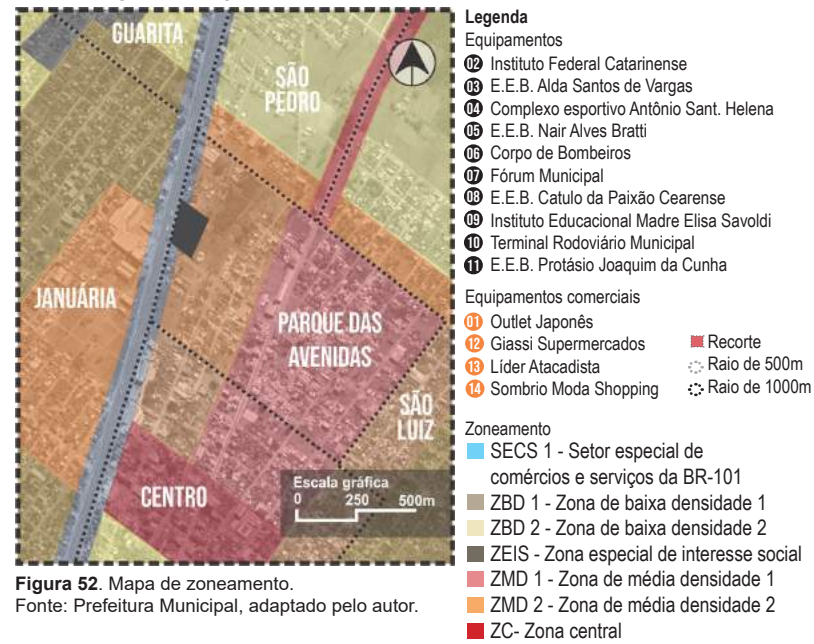 GUARITA
SÃO
PEDRO
JANUÁRIA
PARQUE DAS
AVENIDAS
SÃO
LUIZ
CENTRO
Escala gráfica
0 250 500m
Figura 52. Mapa de zoneamento.
Fonte: Prefeitura Municipal, adaptado pelo autor.
Legenda
Equipamentos
02 Instituto Federal Catarinense
03 E.E.B. Alda Santos de Vargas
04 Complexo esportivo Antônio Sant. Helena
05 E.E.B. Nair Alves Bratti
06 Corpo de Bombeiros
07 Fórum Municipal
08 E.E.B. Catulo da Paixão Cearense
09 Instituto Educacional Madre Elisa Savoldi
10 Terminal Rodoviário Municipal
11 E.E.B. Protásio Joaquim da Cunha
Equipamentos comerciais
01 Outlet Japonês
12 Giassi Supermercados
13 Líder Atacadista
14 Sombrio Moda Shopping
Recorte
Raio de 500m
Raio de 1000m
Zoneamento
SECS 1 - Setor especial de
comércios e serviços da BR-101
ZBD 1 - Zona de baixa densidade 1
ZBD 2 - Zona de baixa densidade 2
ZEIS - Zona especial de interesse social
ZMD 1 - Zona de média densidade 1
ZMD 2 - Zona de média densidade 2
ZC- Zona central